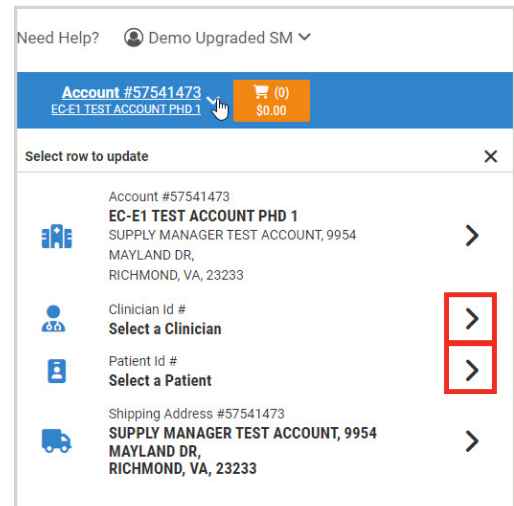 Need Help? Demo Upgraded SM
Account #57541473
EC-E1 TEST ACCOUNT PHD 1
(0)
$0.00
Select row to update
Account #57541473
EC-E1 TEST ACCOUNT PHD 1
SUPPLY MANAGER TEST ACCOUNT, 9954
MAYLAND DR,
RICHMOND, VA, 23233
Clinician Id #
Select a Clinician
Patient Id #
Select a Patient
Shipping Address #57541473
SUPPLY MANAGER TEST ACCOUNT, 9954
MAYLAND DR,
RICHMOND, VA, 23233